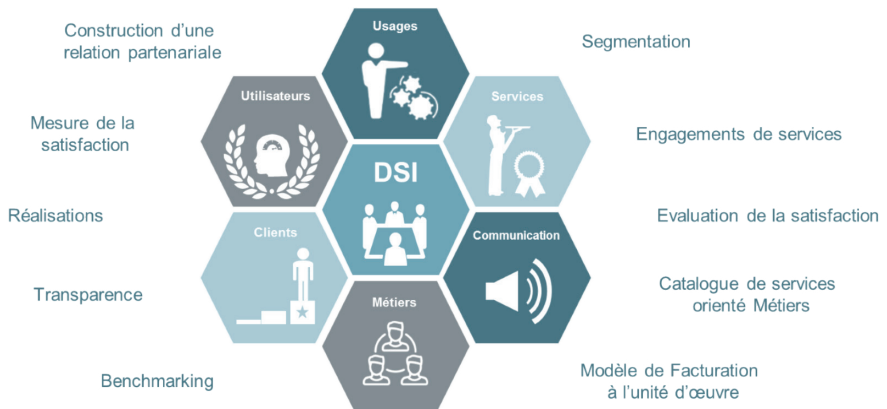 Construction d’une
relation partenariale
Mesure de la
satisfaction
Réalisations
Transparence
Benchmarking
Usages
Utilisateurs
Services
DSI
Clients
Communication
Métiers
Segmentation
Engagements de services
Evaluation de la satisfaction
Catalogue de services
orienté Métiers
Modèle de Facturation
à l’unité d’œuvre